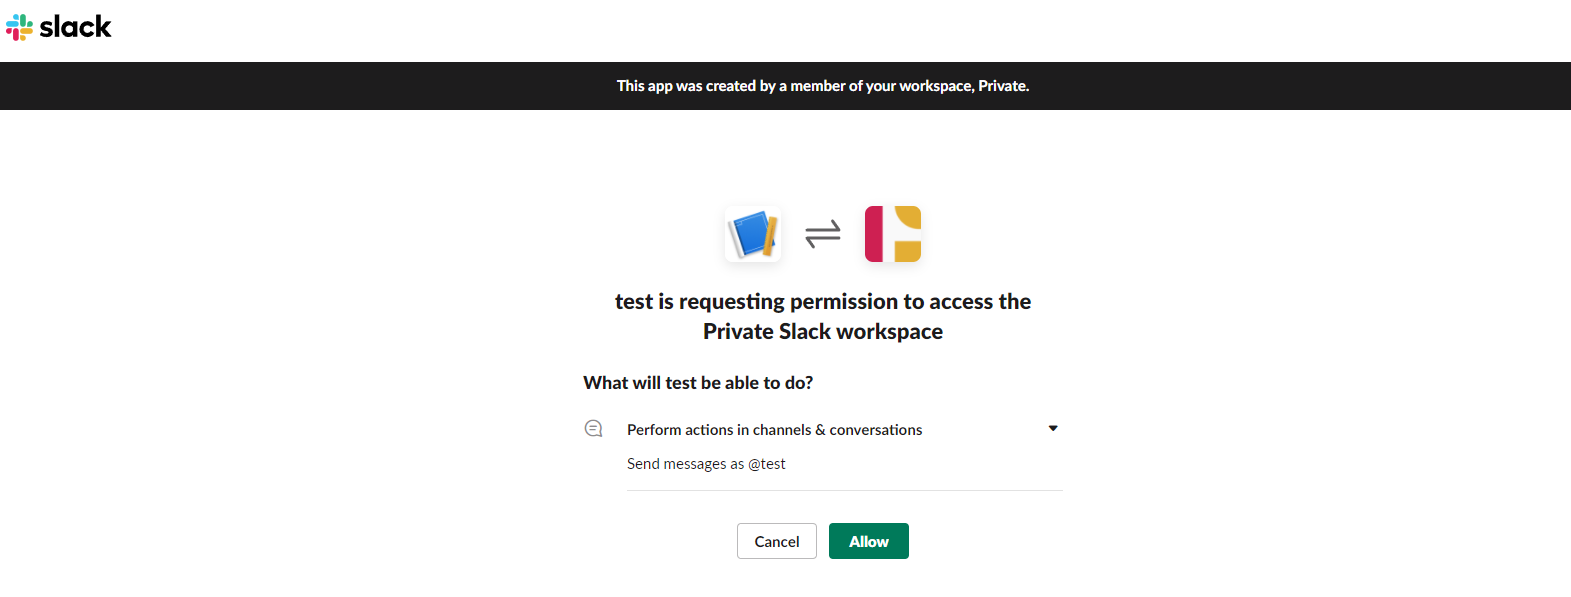 slack
This app was created by a member of your workspace, Private.
test is requesting permission to access the
Private Slack workspace
What will test be able to do?
Perform actions in channels & conversations
Send messages as @test
Cancel
Allow